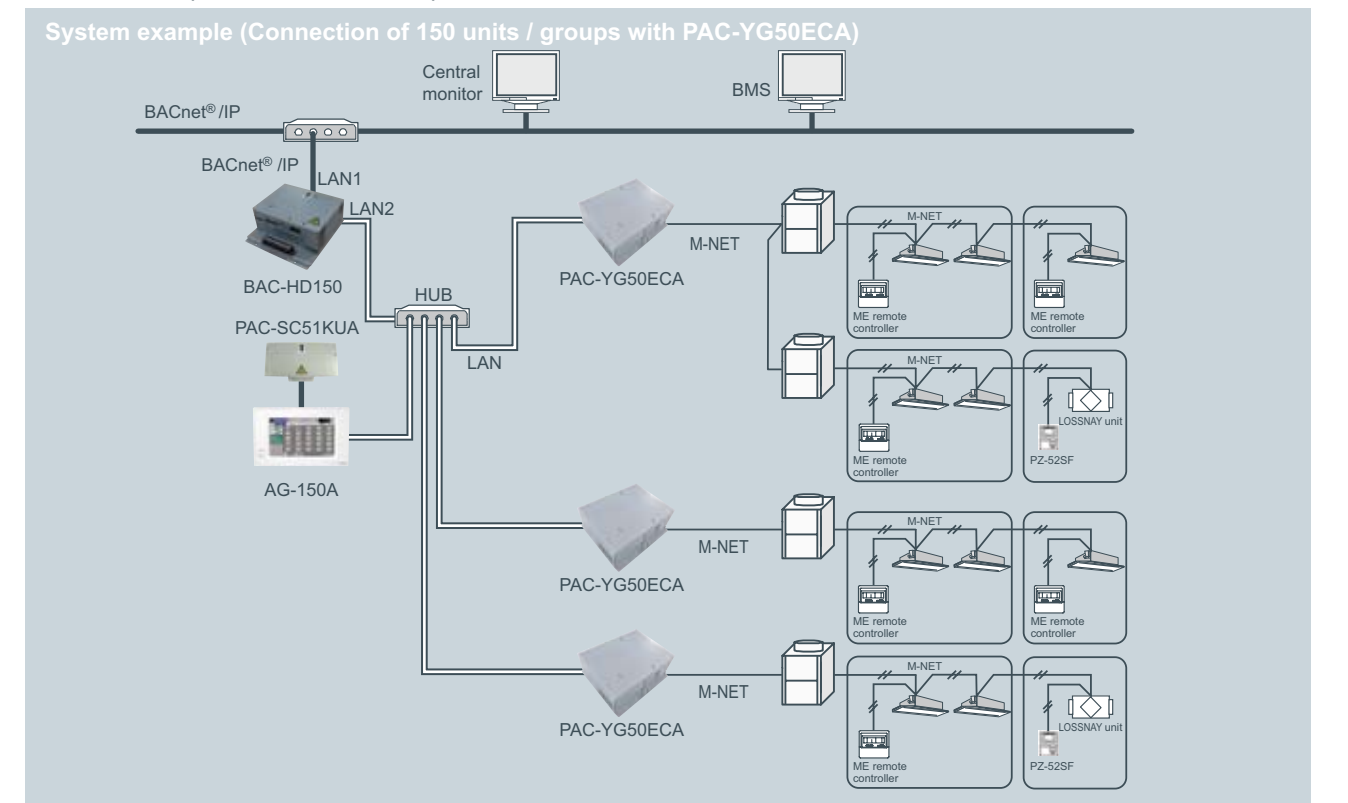 System example (Connection of 150 units / groups with PAC-YG50ECA)
Central
monitor
BMS
BACnet® /IP
BACnet® /IP
LAN1
LAN2
BAC-HD150
HUB
PAC-SC51KUA
LAN
AG-150A
PAC-YG50ECA
M-NET
M-NET
ME remote
controller
ME remote
controller
M-NET
ME remote
controller
LOSSNAY unit
PZ-52SF
PAC-YG50ECA
M-NET
M-NET
ME remote
controller
ME remote
controller
PAC-YG50ECA
M-NET
M-NET
ME remote
controller
LOSSNAY unit
PZ-52SF